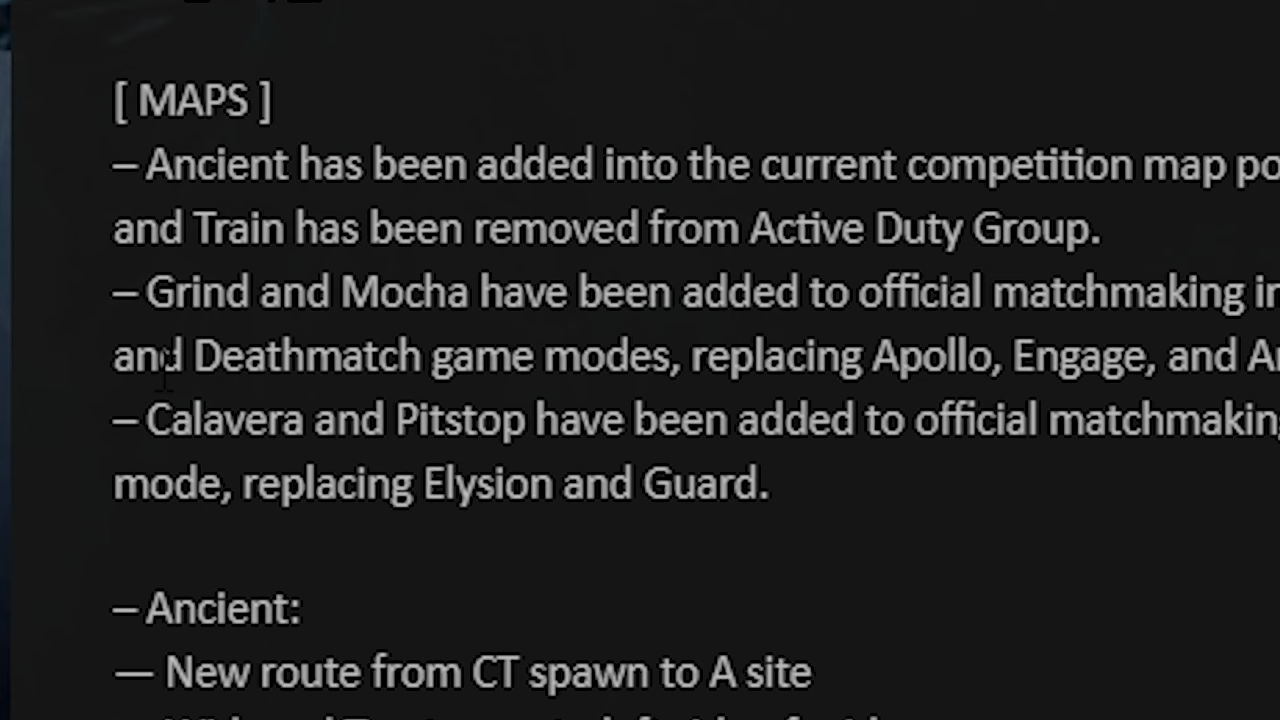 [ MAPS ]
– Ancient has been added into the current competition map
and Train has been removed from Active Duty Group.
– Grind and Mocha have been added to official matchmaking
and Deathmatch game modes, replacing Apollo, Engage, and
– Calavera and Pitstop have been added to official matchmaking
mode, replacing Elysion and Guard.
– Ancient:
— New route from CT spawn to A site